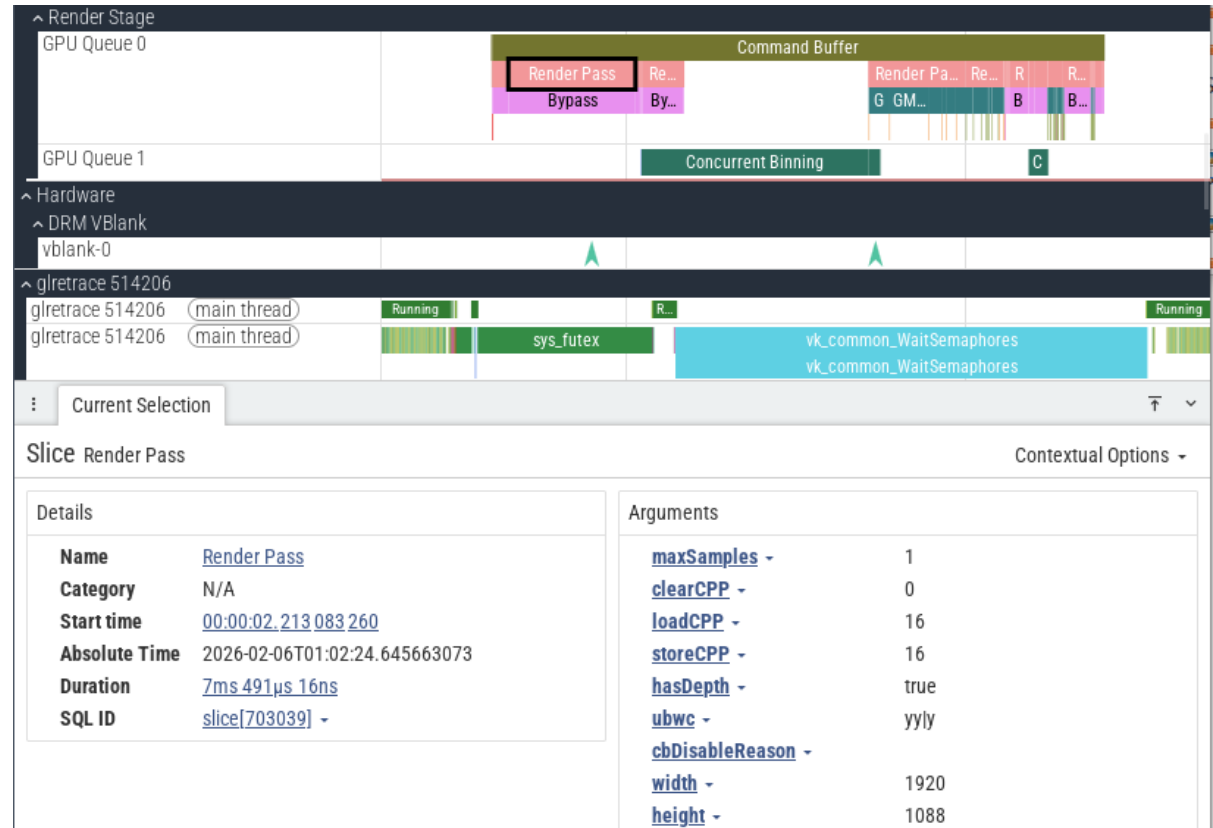 Render Stage
GPU Queue 0
Command Buffer
Render Pass Re… Render Pa… Re… R R…
Bypass By… G GM… B B…
GPU Queue 1
Concurrent Binning C
Hardware
DRM VBlank
vblank-0
glretrace 514206
glretrace 514206 (main thread) Running R… Running
glretrace 514206 (main thread) sys_futex vk_common_WaitSemaphores
vk_common_WaitSemaphores
Current Selection
Slice Render Pass Contextual Options
Details
Name Render Pass
Category N/A
Start time 00:00:02.213 083 260
Absolute Time 2026-02-06T01:02:24.645663073
Duration 7ms 491µs 16ns
SQL ID slice[703039]
Arguments
maxSamples 1
clearCPP 0
loadCPP 16
storeCPP 16
hasDepth true
ubwc yy|y
cbDisableReason
width 1920
height 1088